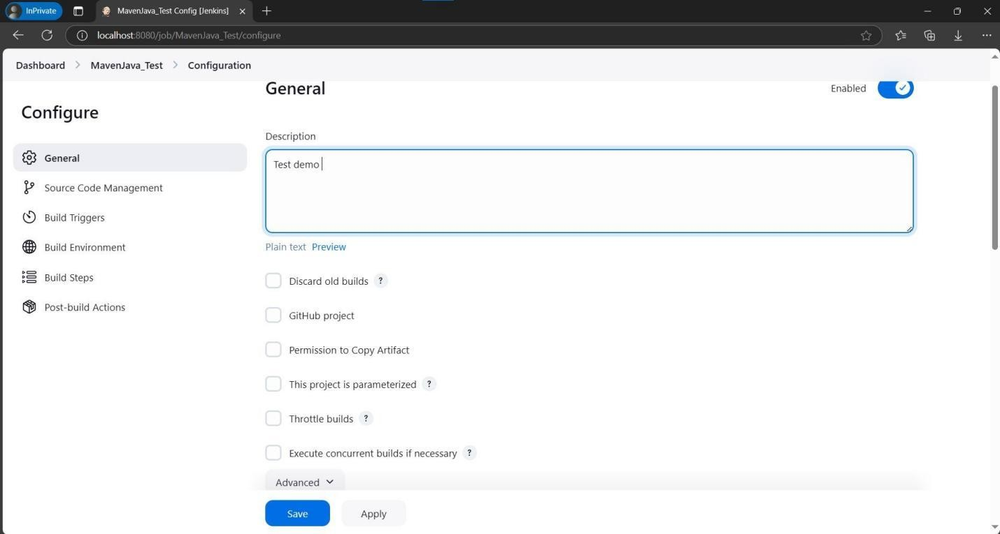 InPrivate
MavenJava_Test Config [Jenkins]
localhost:8080/job/MavenJava_Test/configure
Dashboard > MavenJava_Test > Configuration
Configure
General
Source Code Management
Build Triggers
Build Environment
Build Steps
Post-build Actions
General
Enabled
Description
Test demo
Plain text Preview
Discard old builds ?
GitHub project
Permission to Copy Artifact
This project is parameterized ?
Throttle builds ?
Execute concurrent builds if necessary ?
Advanced
Save Apply